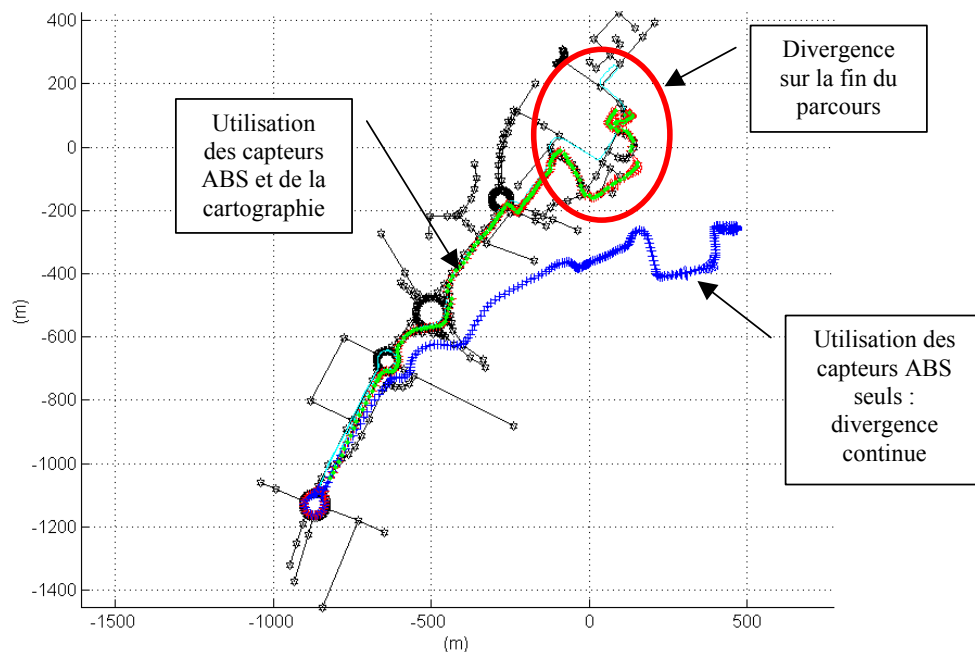 400
200
0
-200
-400
-600
-800
-1000
-1200
-1400
(m)
-1500
-1000
-500
0
500
(m)
Utilisation
des capteurs
ABS et de la
cartographie
Divergence
sur la fin du
parcours
Utilisation des
capteurs ABS
seuls :
divergence
continue